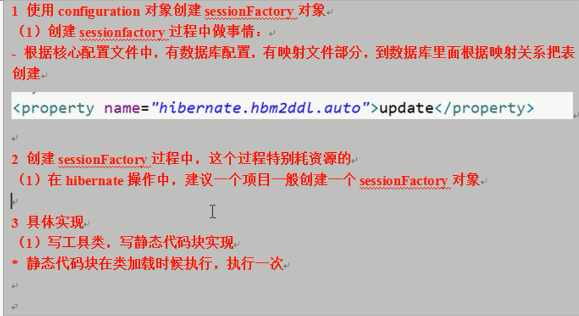 1 使用 configuration 对象创建 sessionFactory 对象
（1）创建 sessionfactory 过程中做事情：
- 根据核心配置文件中，有数据库配置，有映射文件部分，到数据库里面根据映射关系把表
创建
<property name="hibernate.hbm2ddl.auto">update</property>
2 创建 sessionFactory 过程中，这个过程特别耗资源的
（1）在 hibernate 操作中，建议一个项目一般创建一个 sessionFactory 对象
3 具体实现
（1）写工具类，写静态代码块实现
* 静态代码块在类加载时候执行，执行一次